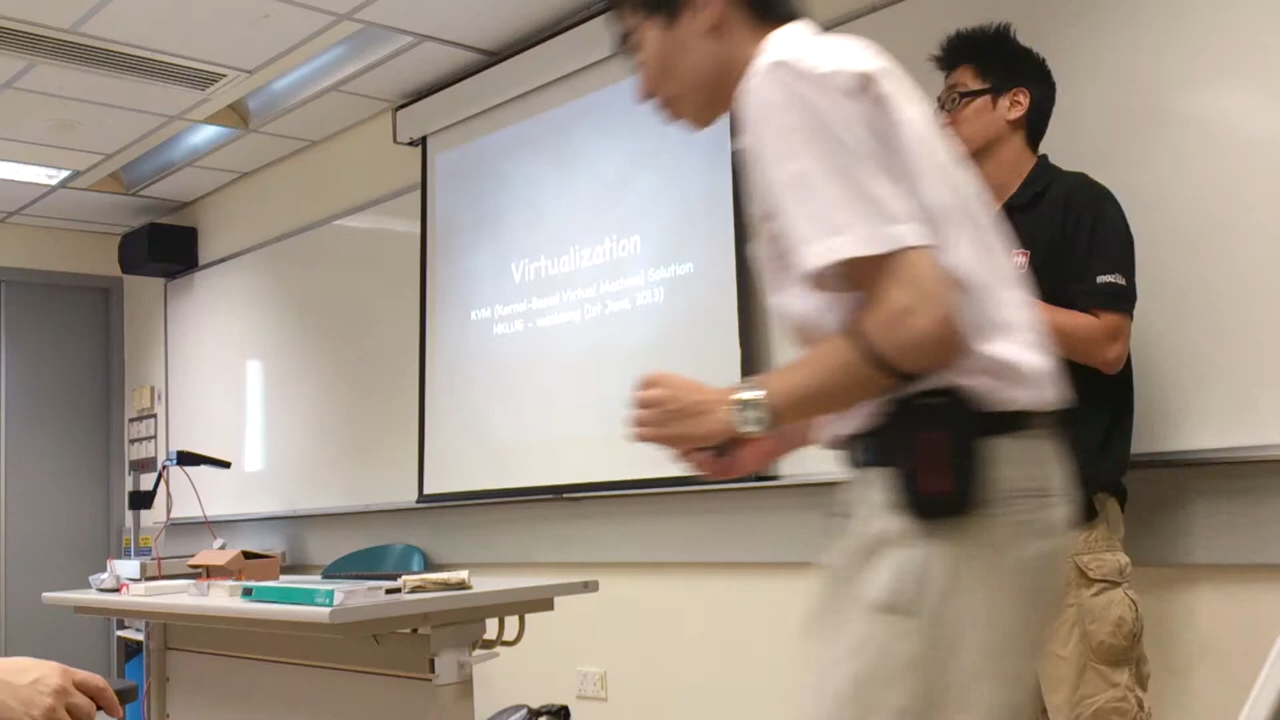 Virtualization
KVM (Kernel-Based Virtual Machine) Solution
HKLUG - (1st June, 2013)
mozilla